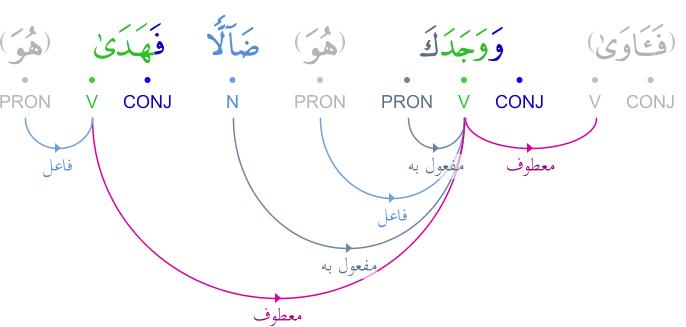 (فَـَٔاوَىٰ) وَوَجَدَكَ (هُوَ) ضَآلًّا فَهَدَىٰ (هُوَ)
PRON V CONJ N PRON PRON V CONJ V CONJ
فاعل مفعول به معطوف
فاعل
مفعول به
معطوف